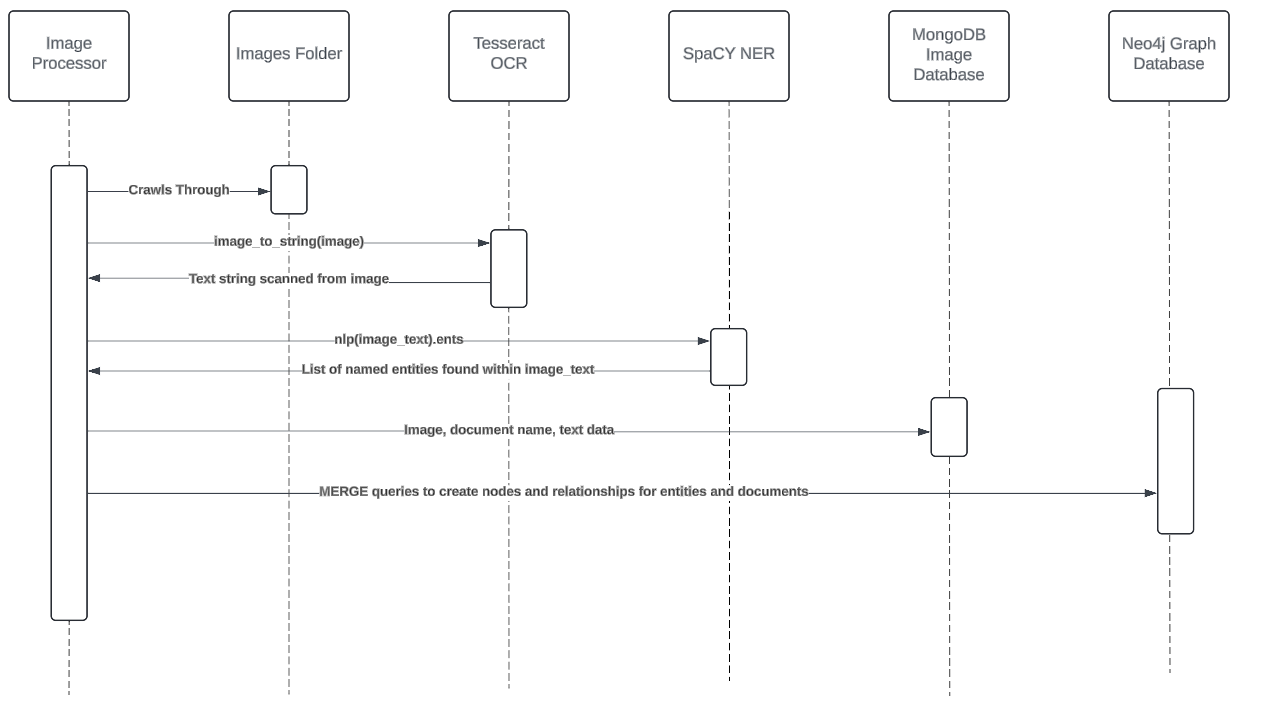 Image
Processor
Images Folder
Tesseract
OCR
SpaCY NER
MongoDB
Image
Database
Neo4j Graph
Database
Crawls Through
image_to_string(image)
Text string scanned from image
nlp(image_text).ents
List of named entities found within image_text
Image, document name, text data
MERGE queries to create nodes and relationships for entities and documents